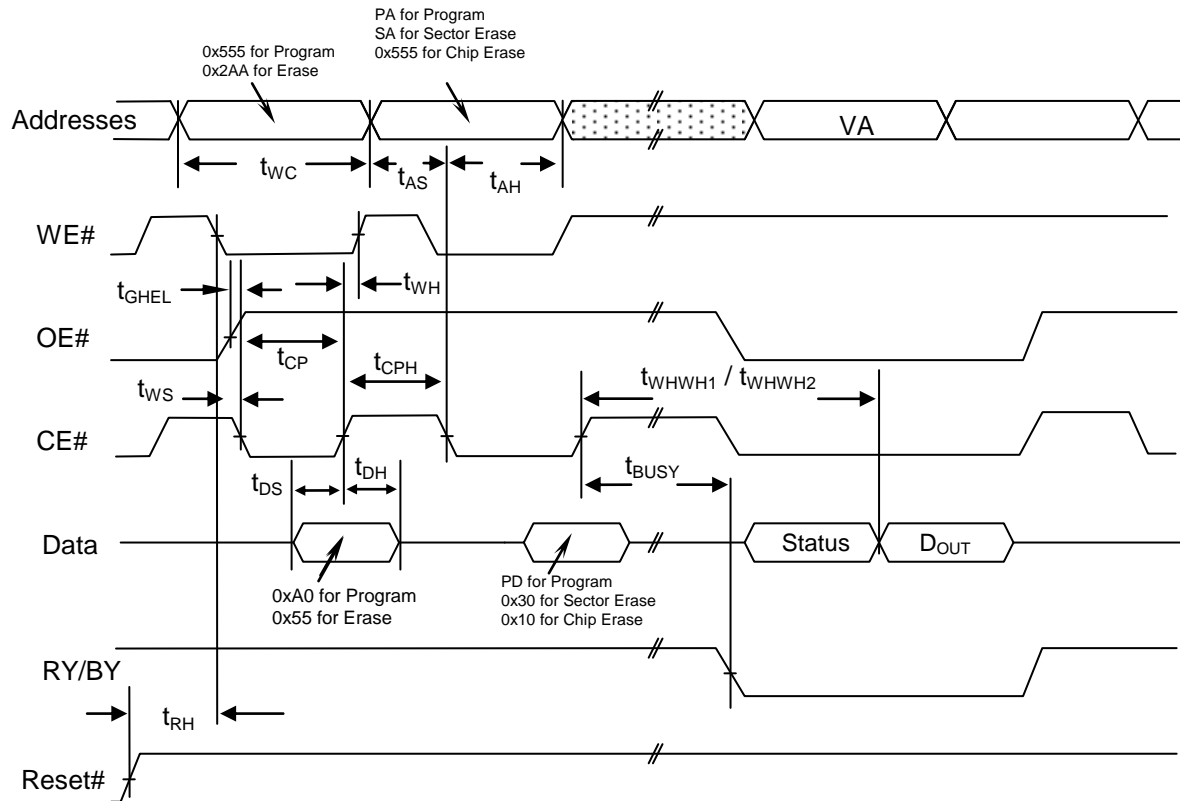 PA for Program
SA for Sector Erase
0x555 for Chip Erase
0x555 for Program
0x2AA for Erase
Addresses
VA
tWC
tAS
tAH
WE#
tGHEL
tWH
OE#
tCP
tCPH
tWHWH1 / tWHWH2
tWS
CE#
tBUSY
tDS
tDH
Data
Status
DOUT
0xA0 for Program
0x55 for Erase
PD for Program
0x30 for Sector Erase
0x10 for Chip Erase
RY/BY
tRH
Reset#